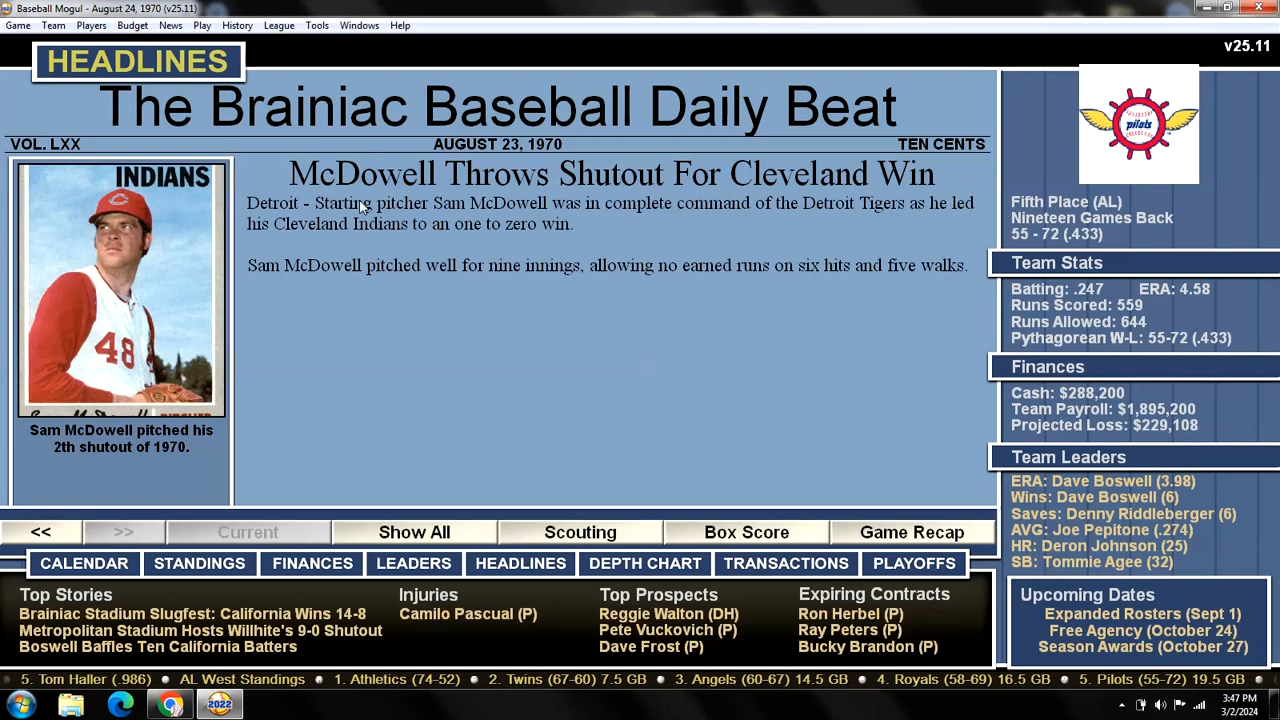 Baseball Mogul - August 24, 1970 (v25.11)
Game Team Players Budget News Play History League Tools Windows Help
HEADLINES
v25.11
The Brainiac Baseball Daily Beat
VOL. LXX AUGUST 23, 1970 TEN CENTS
INDIANS
48
McDowell Throws Shutout For Cleveland Win
Detroit - Starting pitcher Sam McDowell was in complete command of the Detroit Tigers as he led
his Cleveland Indians to an one to zero win.
Sam McDowell pitched well for nine innings, allowing no earned runs on six hits and five walks.
Sam McDowell pitched his
2th shutout of 1970.
pilots
Fifth Place (AL)
Nineteen Games Back
55 - 72 (.433)
Team Stats
Batting: .247 ERA: 4.58
Runs Scored: 559
Runs Allowed: 644
Pythagorean W-L: 55-72 (.433)
Finances
Cash: $288,200
Team Payroll: $1,895,200
Projected Loss: $229,108
Team Leaders
ERA: Dave Boswell (3.98)
Wins: Dave Boswell (6)
Saves: Denny Riddleberger (6)
AVG: Joe Pepitone (.274)
HR: Deron Johnson (25)
SB: Tommie Agee (32)
<< >> Current Show All Scouting Box Score Game Recap
CALENDAR STANDINGS FINANCES LEADERS HEADLINES DEPTH CHART TRANSACTIONS PLAYOFFS
Top Stories
Brainiac Stadium Slugfest: California Wins 14-8
Metropolitan Stadium Hosts Willhite's 9-0 Shutout
Boswell Baffles Ten California Batters
Injuries
Camilo Pascual (P)
Top Prospects
Reggie Walton (DH)
Pete Vuckovich (P)
Dave Frost (P)
Expiring Contracts
Ron Herbel (P)
Ray Peters (P)
Bucky Brandon (P)
Upcoming Dates
Expanded Rosters (Sept 1)
Free Agency (October 24)
Season Awards (October 27)
5. Tom Haller (.986) AL West Standings 1. Athletics (74-52) 2. Twins (67-60) 7.5 GB 3. Angels (60-67) 14.5 GB 4. Royals (58-69) 16.5 GB 5. Pilots (55-72) 19.5 GB
2022
3:47 PM
3/2/2024